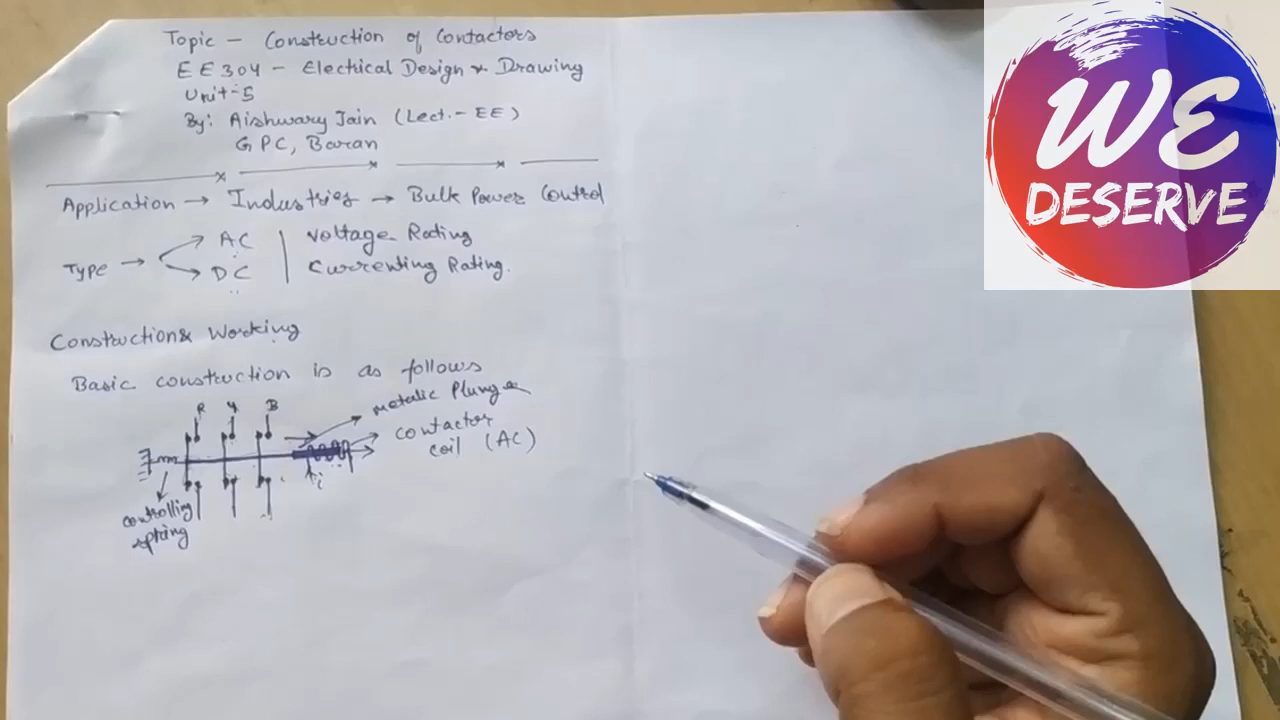 Topic - Construction of Contactors
EE304 - Electrical Design & Drawing
Unit-5
By: Aishwary Jain (Lect.- EE)
GPC, Baran
Application → Industries → Bulk Power Control
Type → AC | Voltage Rating
DC | Currenting Rating.
Construction & Working
Basic construction is as follows
R Y B
Metalic Plunge
contactor
coil (AC)
i
controlling
spring
WE
DESERVE